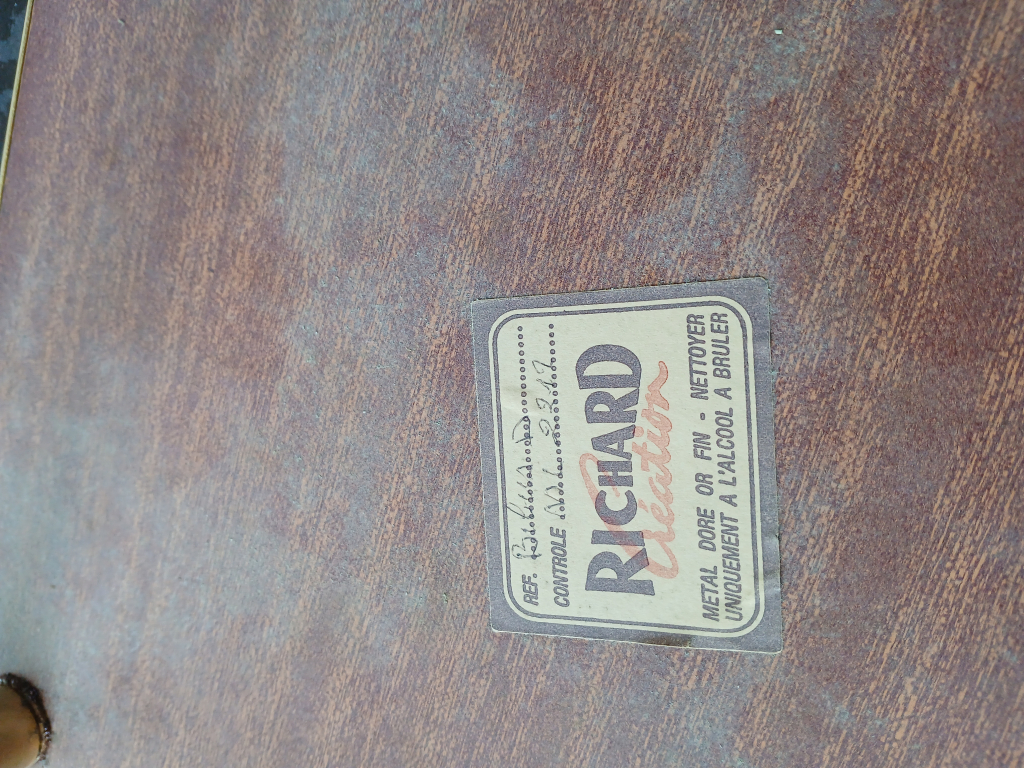 REF.
CONTROLE
RICHARD
Création
METAL DORE OR FIN - NETTOYER
UNIQUEMENT A L'ALCOOL A BRULER